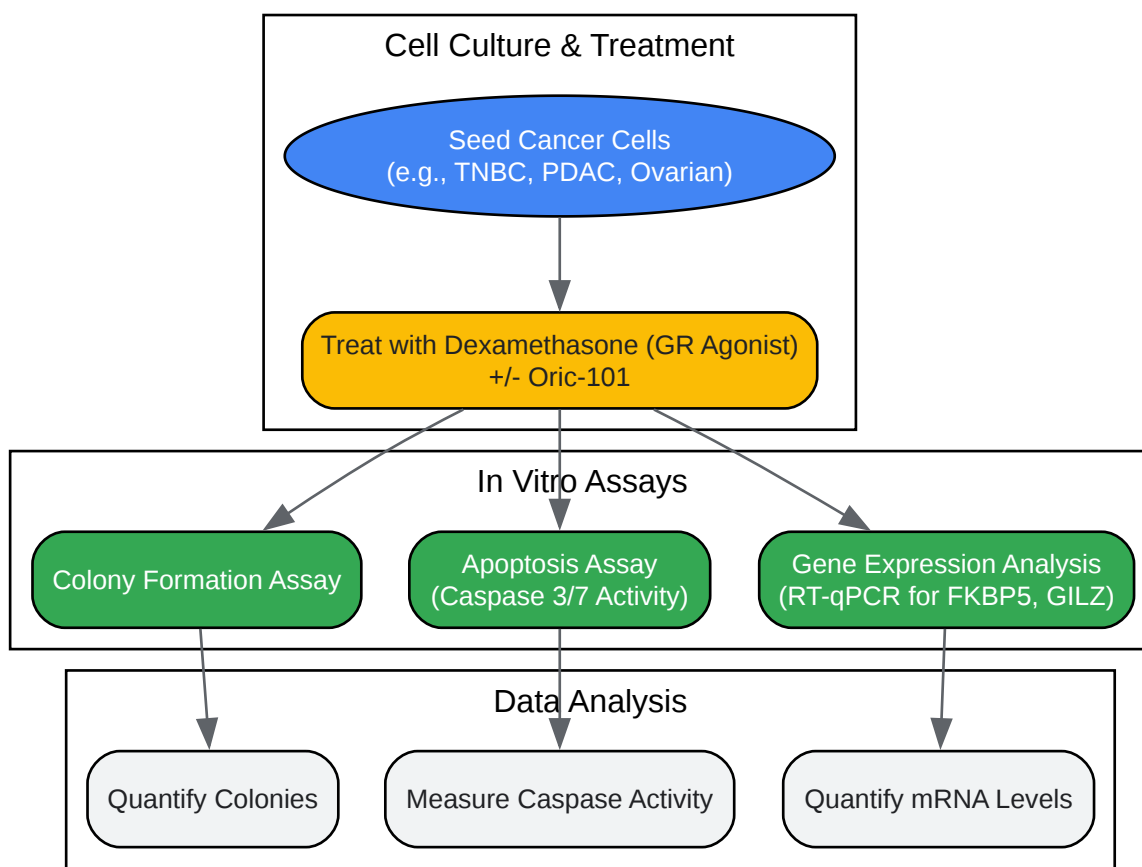 Cell Culture & Treatment
Seed Cancer Cells
(e.g., TNBC, PDAC, Ovarian)
Treat with Dexamethasone (GR Agonist)
+/- Oric-101
In Vitro Assays
Colony Formation Assay
Apoptosis Assay
(Caspase 3/7 Activity)
Gene Expression Analysis
(RT-qPCR for FKBP5, GILZ)
Data Analysis
Quantify Colonies
Measure Caspase Activity
Quantify mRNA Levels